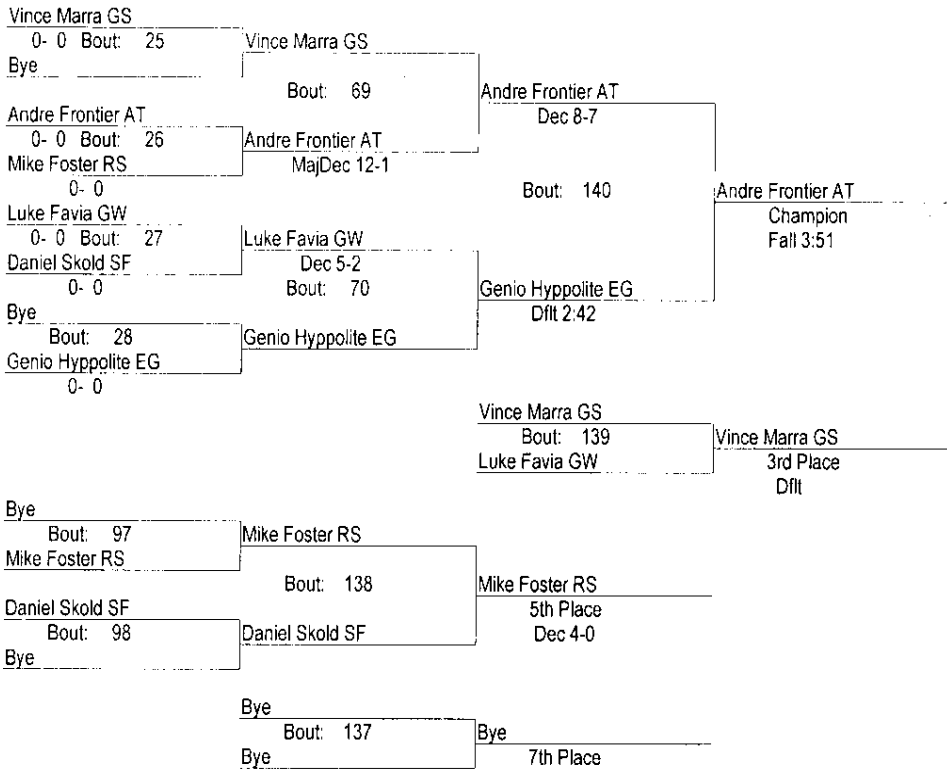 Vince Marra GS
0- 0 Bout: 25
Bye
Vince Marra GS
Bout: 69
Andre Frontier AT
0- 0 Bout: 26
Mike Foster RS
0- 0
Andre Frontier AT
MajDec 12-1
Andre Frontier AT
Dec 8-7
Luke Favia GW
0- 0 Bout: 27
Daniel Skold SF
0- 0
Luke Favia GW
Dec 5-2
Bout: 70
Bye
Bout: 28
Genio Hyppolite EG
0- 0
Genio Hyppolite EG
Genio Hyppolite EG
Dflt 2:42
Bout: 140
Andre Frontier AT
Champion
Fall 3:51
Vince Marra GS
Bout: 139
Luke Favia GW
Vince Marra GS
3rd Place
Dflt
Bye
Bout: 97
Mike Foster RS
Mike Foster RS
Bout: 138
Daniel Skold SF
Bout: 98
Bye
Daniel Skold SF
Mike Foster RS
5th Place
Dec 4-0
Bye
Bout: 137
Bye
Bye
7th Place